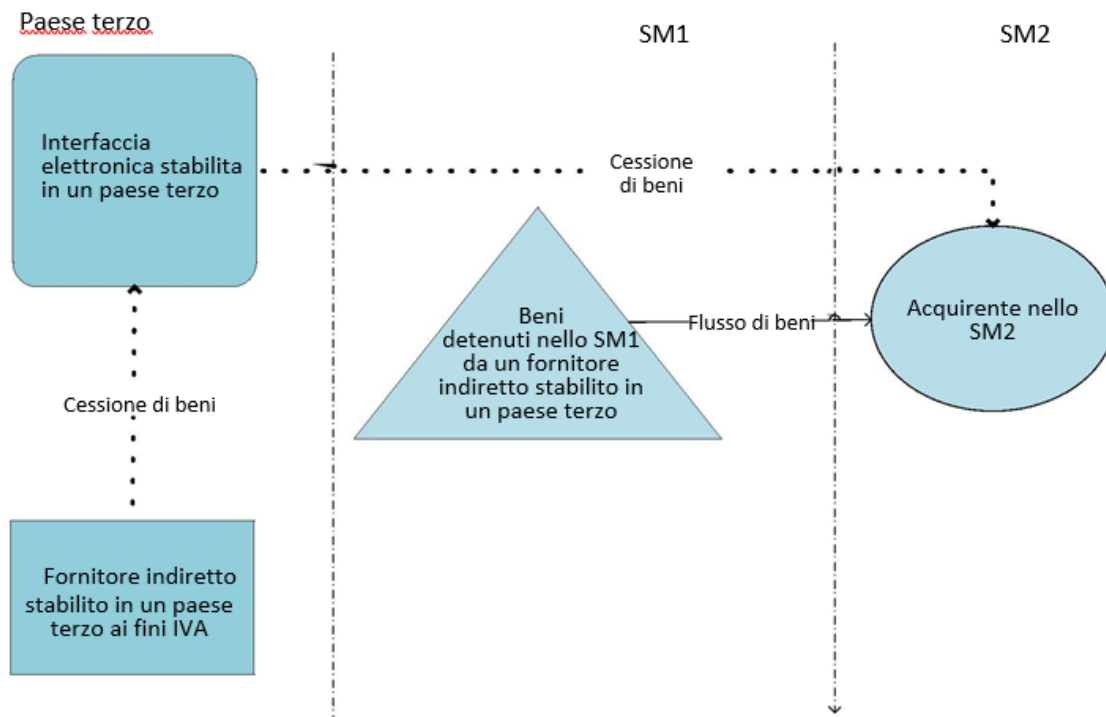 Paese terzo
SM1
SM2
Interfaccia
elettronica stabilita
in un paese terzo
Cessione
di beni
Beni
detenuti nello SM1
da un fornitore
indiretto stabilito in
un paese terzo
Flusso di beni
Acquirente nello
SM2
Cessione di beni
Fornitore indiretto
stabilito in un paese
terzo ai fini IVA